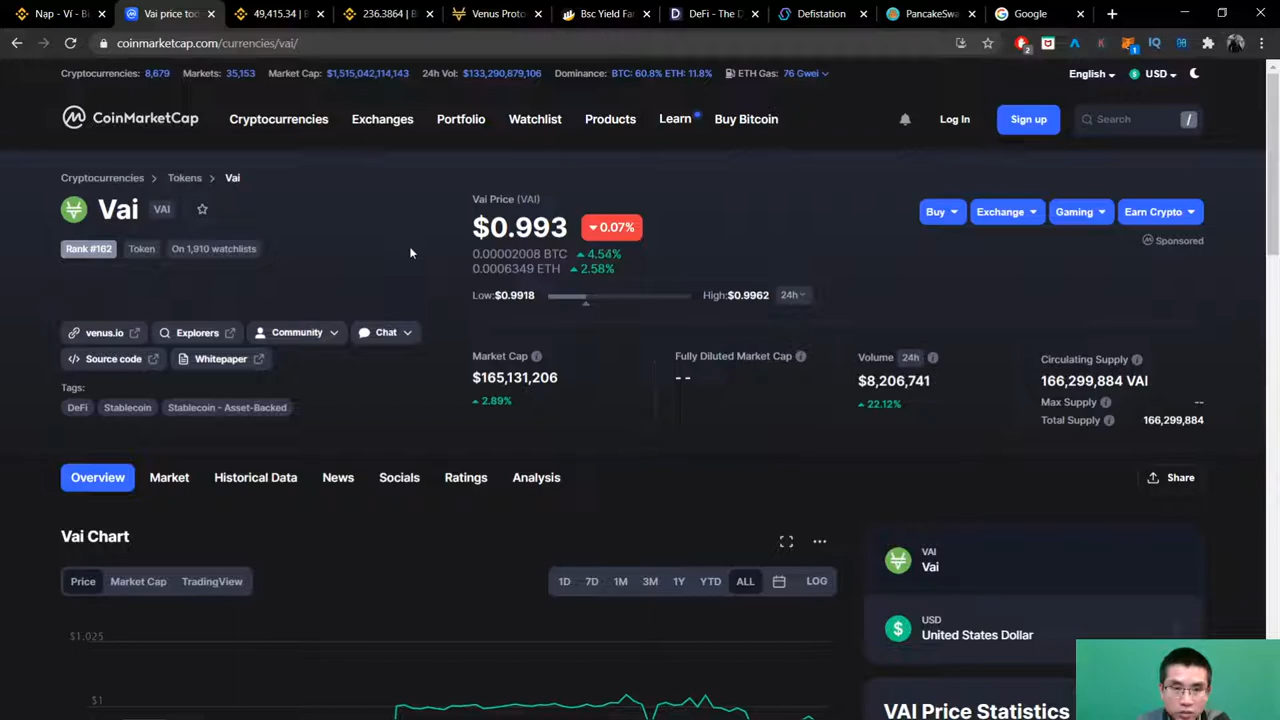 Nạp - Ví - Bi
Vai price tod
49,415.34 | B
236.3864 | B
Venus Proto
Bsc Yield Far
DeFi - The D
Defistation
PancakeSwa
Google
coinmarketcap.com/currencies/vai/
Cryptocurrencies: 8,679 Markets: 35,153 Market Cap: $1,515,042,114,143 24h Vol: $133,290,879,106 Dominance: BTC: 60.8% ETH: 11.8% ETH Gas: 76 Gwei
English USD
CoinMarketCap
Cryptocurrencies Exchanges Portfolio Watchlist Products Learn Buy Bitcoin
Log In Sign up Search /
Cryptocurrencies > Tokens > Vai
Vai VAI
Rank #162 Token On 1,910 watchlists
Vai Price (VAI)
$0.993 0.07%
0.00002008 BTC 4.54%
0.0006349 ETH 2.58%
Low:$0.9918 High:$0.9962 24h
Buy Exchange Gaming Earn Crypto
Sponsored
venus.io Explorers Community Chat
Source code Whitepaper
Tags:
DeFi Stablecoin Stablecoin - Asset-Backed
Market Cap
$165,131,206
2.89%
Fully Diluted Market Cap
- -
Volume 24h
$8,206,741
22.12%
Circulating Supply
166,299,884 VAI
Max Supply --
Total Supply 166,299,884
Overview Market Historical Data News Socials Ratings Analysis
Share
Vai Chart
Price Market Cap TradingView
1D 7D 1M 3M 1Y YTD ALL LOG
$1.025
$1
VAI
Vai
USD
United States Dollar
VAI Price Statistics